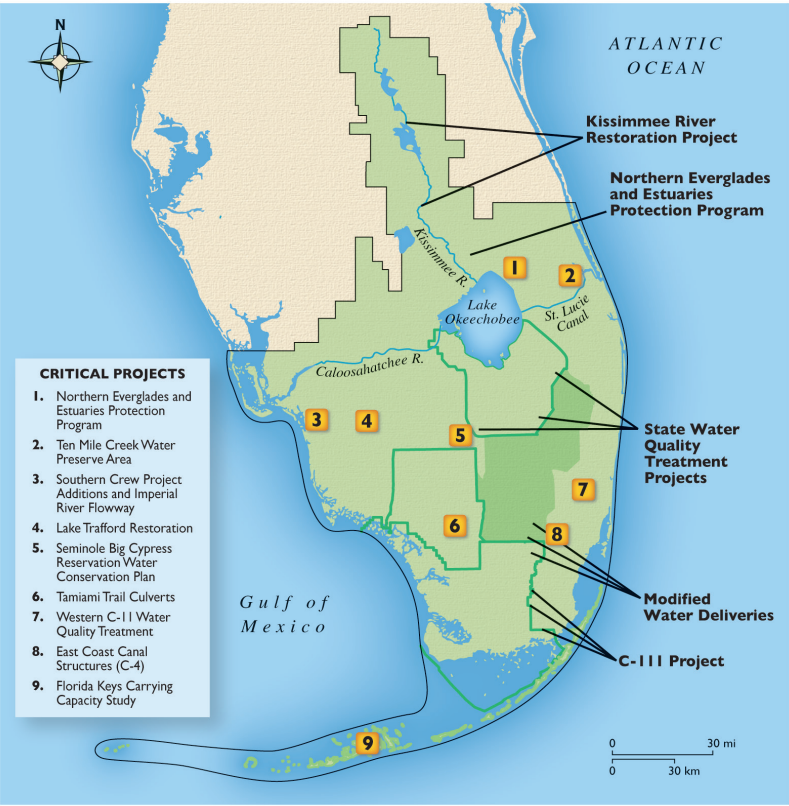 N
ATLANTIC
OCEAN
Kissimmee River
Restoration Project
Northern Everglades
and Estuaries
Protection Program
Kissimmee R.
1
2
Lake
Okeechobee
St. Lucie
Canal
Caloosahatchee R.
CRITICAL PROJECTS
1. Northern Everglades and
Estuaries Protection
Program
2. Ten Mile Creek Water
Preserve Area
3. Southern Crew Project
Additions and Imperial
River Flowway
4. Lake Trafford Restoration
5. Seminole Big Cypress
Reservation Water
Conservation Plan
6. Tamiami Trail Culverts
7. Western C-11 Water
Quality Treatment
8. East Coast Canal
Structures (C-4)
9. Florida Keys Carrying
Capacity Study
3
4
5
State Water
Quality
Treatment
Projects
7
6
8
Gulf of
Mexico
Modified
Water Deliveries
C-111 Project
9
0 30 mi
0 30 km